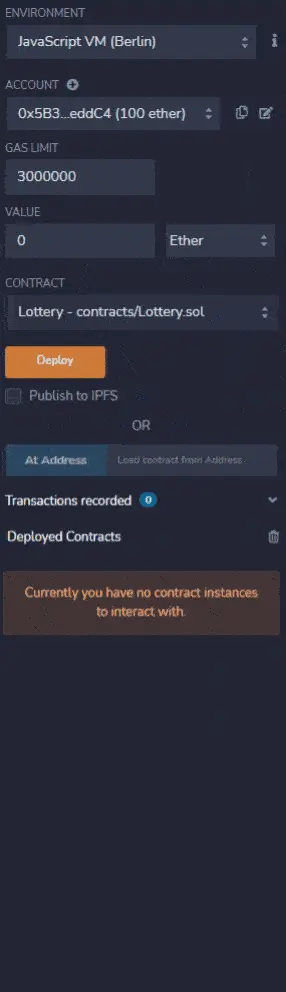 ENVIRONMENT
JavaScript VM (Berlin)
ACCOUNT
0x5B3...eddC4 (100 ether)
GAS LIMIT
3000000
VALUE
0 Ether
CONTRACT
Lottery - contracts/Lottery.sol
Deploy
Publish to IPFS
OR
At Address Load contract from Address
Transactions recorded 0
Deployed Contracts
Currently you have no contract instances
to interact with.